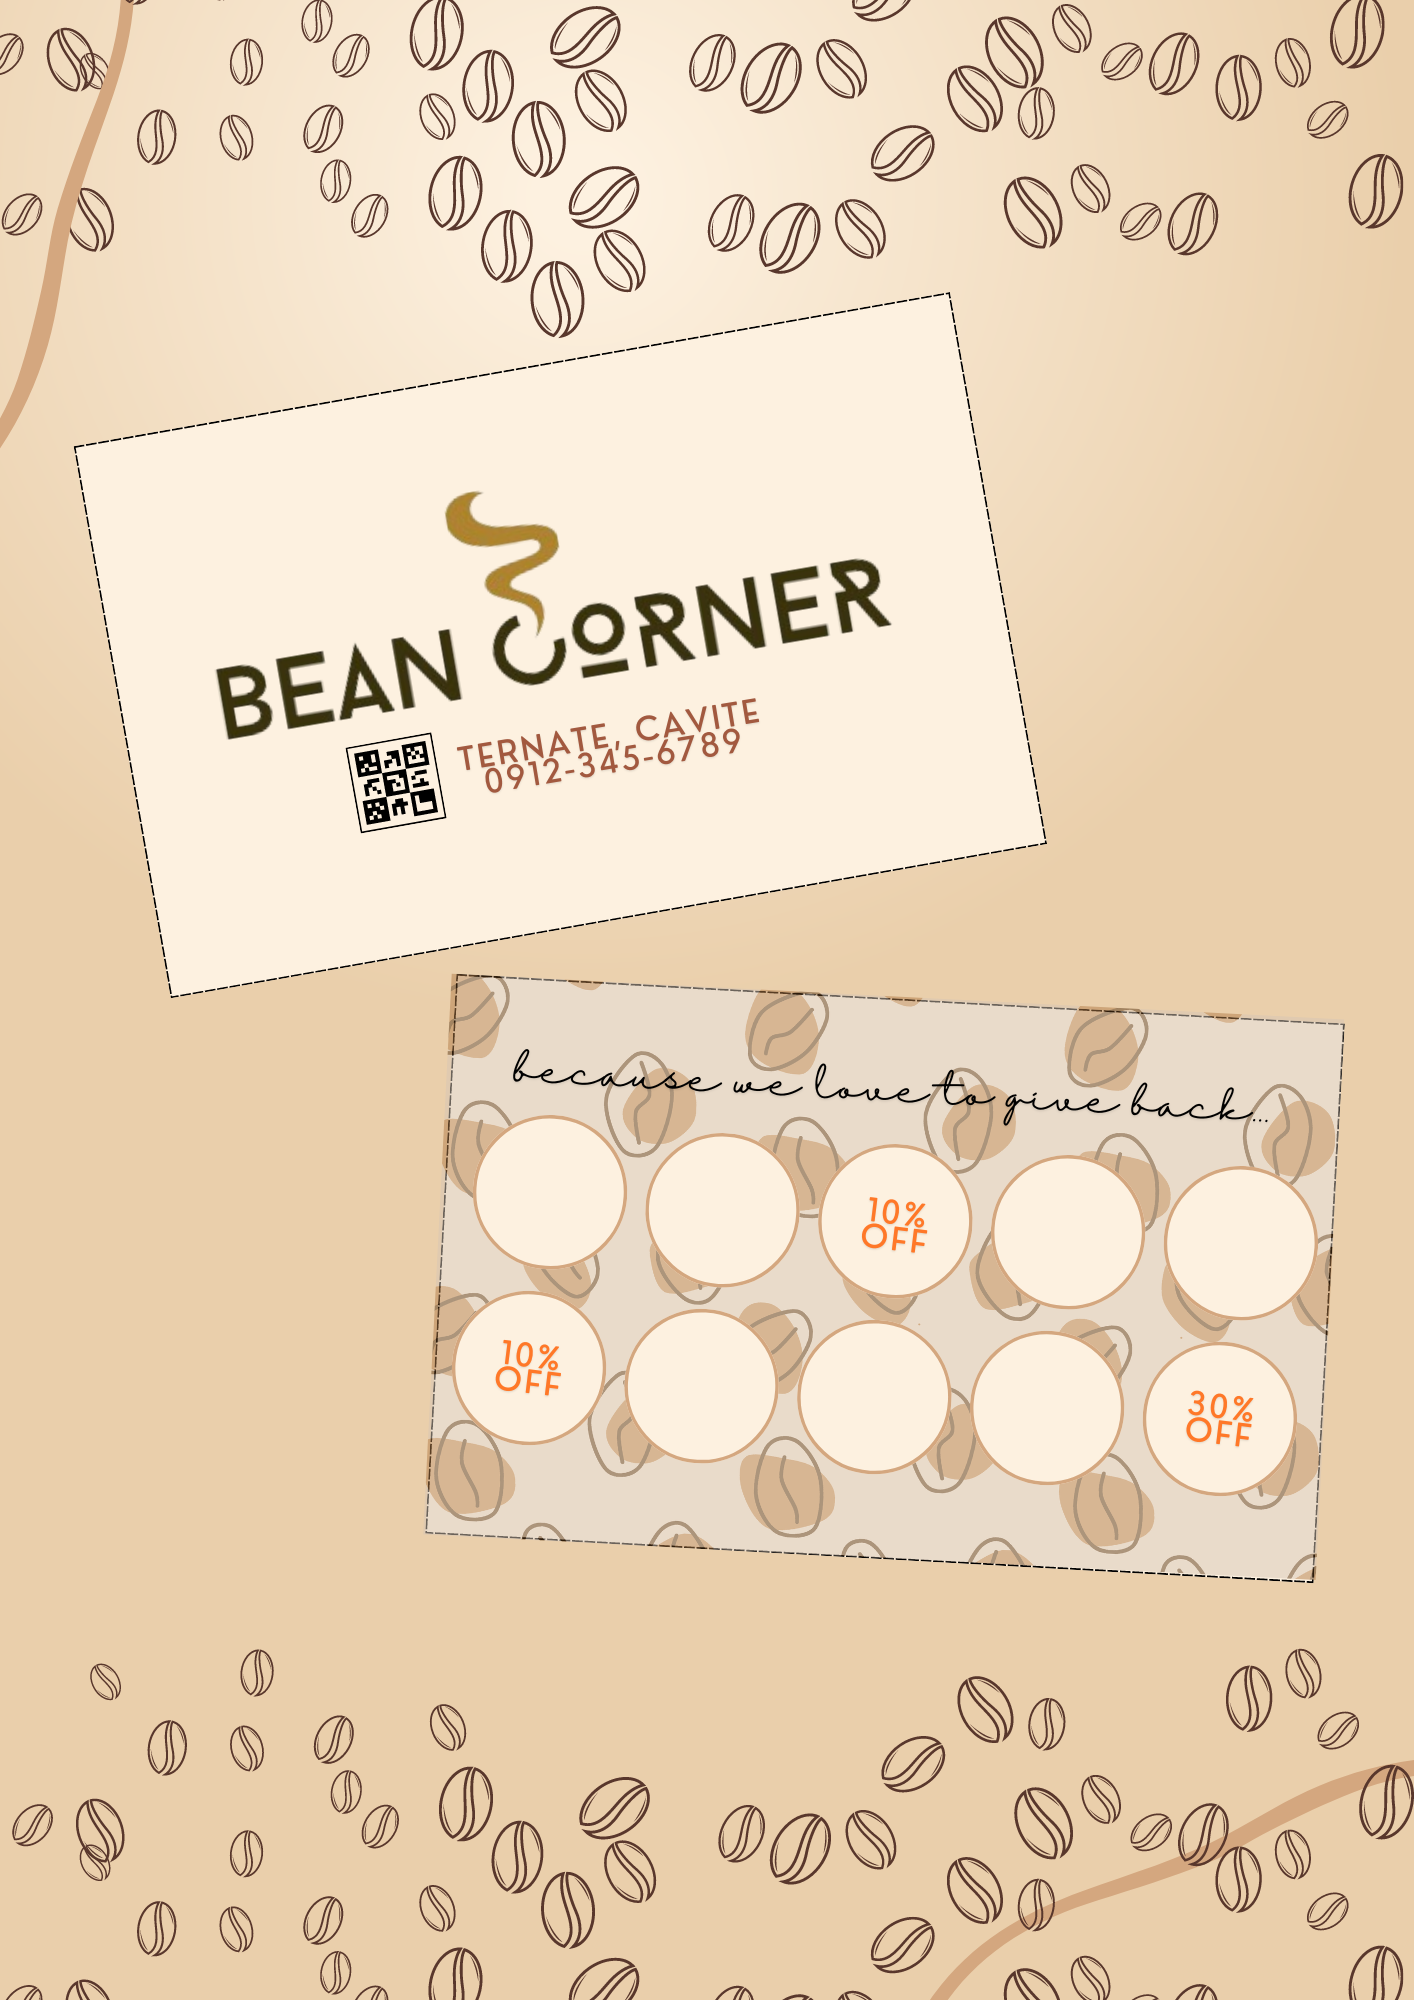 BEAN CORNER
TERNATE, CAVITE
0912-345-6789
because we love to give back...
10%
OFF
10%
OFF
30%
OFF